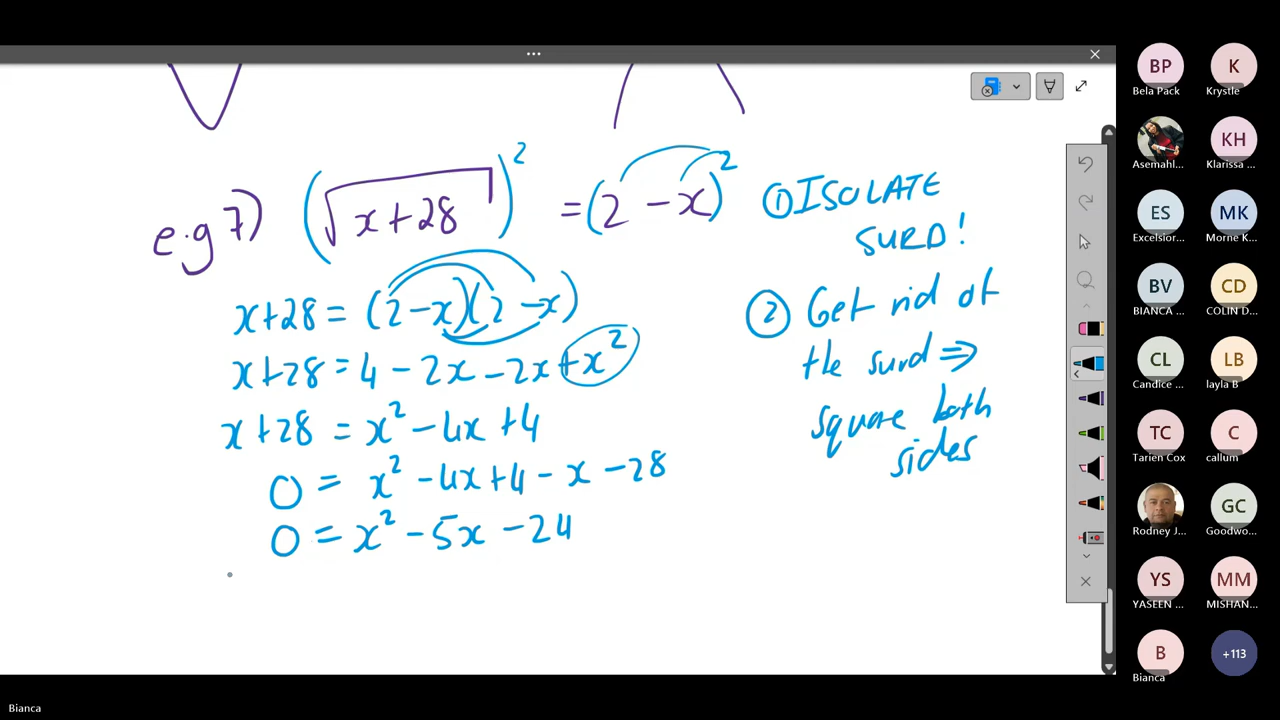 e.g 7) (√x+28)² = (2 - x)²
x+28 = (2-x)(2-x)
x+28 = 4 - 2x - 2x + x²
x+28 = x² - 4x + 4
0 = x² - 4x + 4 - x - 28
0 = x² - 5x - 24
① ISOLATE
SURD!
② Get rid of
the surd ⇒
square both
sides
BP
Bela Pack
K
Krystle
Asemahl...
KH
Klarissa ...
ES
Excelsior...
MK
Morne K...
BV
BIANCA ...
CD
COLIN D...
CL
Candice ...
LB
layla B
TC
Tarien Cox
C
callum
Rodney J...
GC
Goodwo...
YS
YASEEN ...
MM
MISHAN...
B
Bianca
+113
Bianca